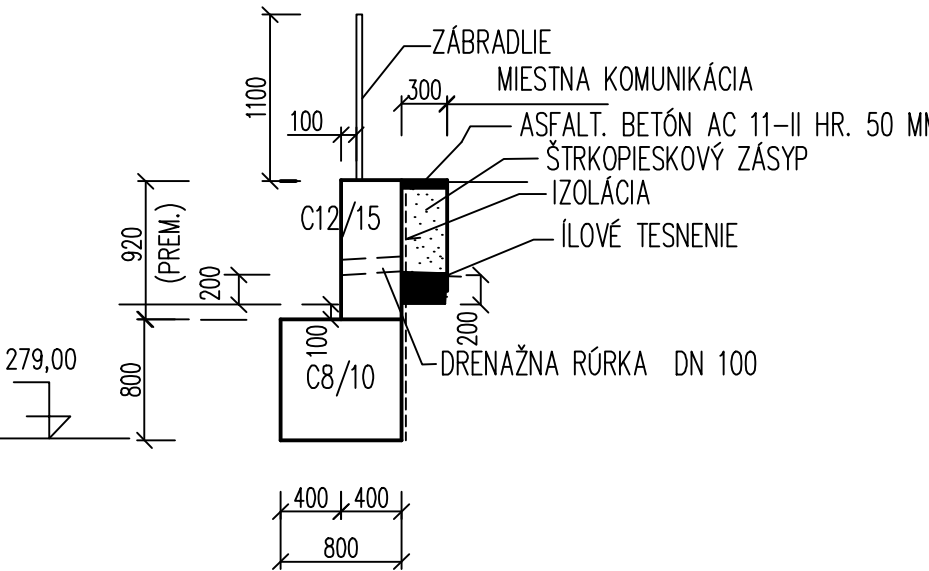 ZÁBRADLIE
1100
300
MIESTNA KOMUNIKÁCIA
100
ASFALT. BETÓN AC 11-II HR. 50 MM
ŠTRKOPIESKOVÝ ZÁSYP
IZOLÁCIA
C12/15
920
(PREM.)
ÍLOVÉ TESNENIE
200
200
100
279,00
DRENAŽNA RÚRKA DN 100
800
C8/10
400
400
800